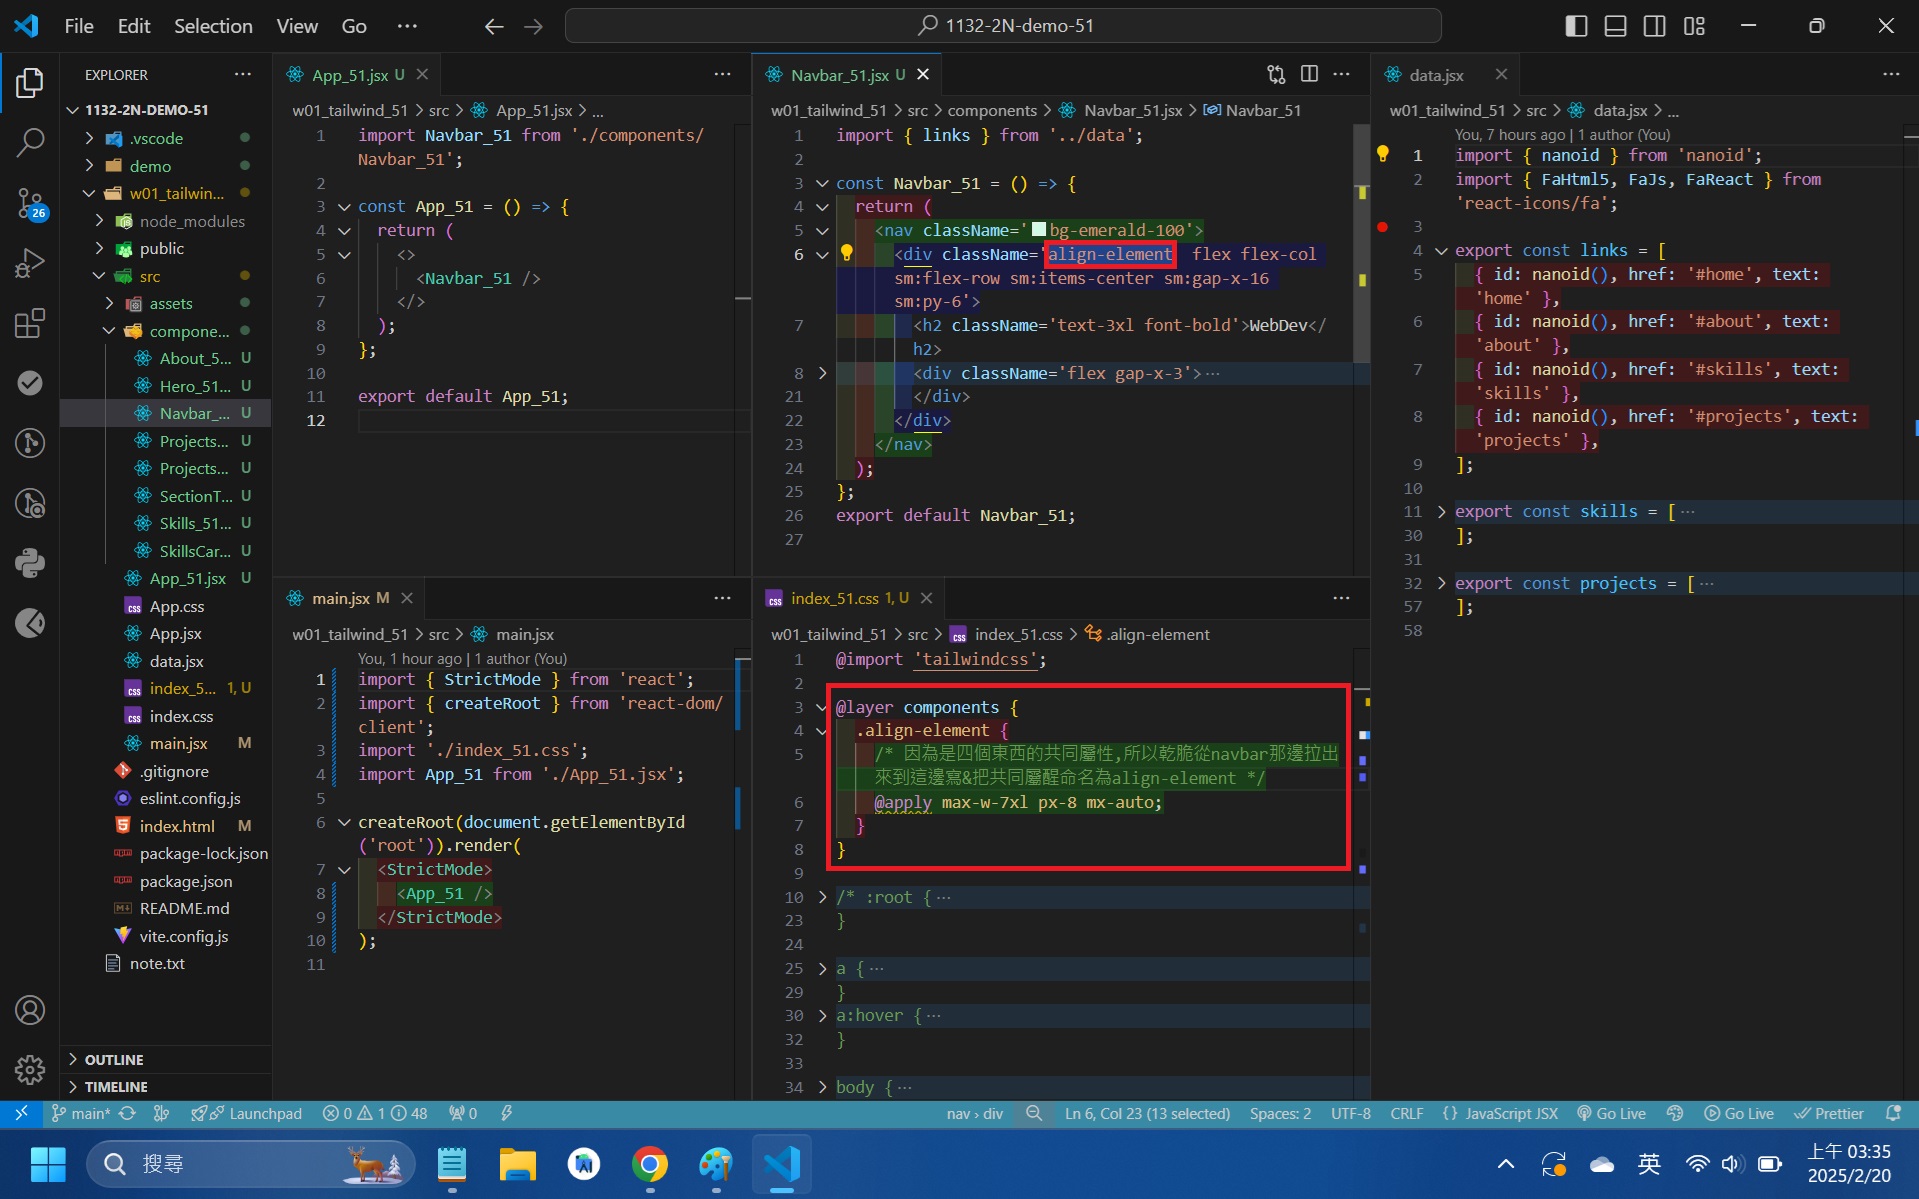 File Edit Selection View Go ···
1132-2N-demo-51
EXPLORER ···
1132-2N-DEMO-51
.vscode
demo
w01_tailwin...
node_modules
public
src
assets
compone...
About_5... U
Hero_51... U
Navbar_... U
Projects... U
Projects... U
SectionT... U
Skills_51... U
SkillsCar... U
App_51.jsx U
App.css
App.jsx
data.jsx
index_5... 1, U
index.css
main.jsx M
.gitignore
eslint.config.js
index.html M
package-lock.json
package.json
README.md
vite.config.js
note.txt
OUTLINE
TIMELINE
App_51.jsx U
w01_tailwind_51 > src > App_51.jsx > ...
1 import Navbar_51 from './components/
Navbar_51';
2
3 const App_51 = () => {
4 return (
5 <>
6 <Navbar_51 />
7 </>
8 );
9 };
10
11 export default App_51;
12
Navbar_51.jsx U
w01_tailwind_51 > src > components > Navbar_51.jsx > Navbar_51
1 import { links } from '../data';
2
3 const Navbar_51 = () => {
4 return (
5 <nav className='bg-emerald-100'>
6 <div className='align-element  flex flex-col
sm:flex-row sm:items-center sm:gap-x-16
sm:py-6'>
7 <h2 className='text-3xl font-bold'>WebDev</
h2>
8 <div className='flex gap-x-3'>···
21 </div>
22 </div>
23 </nav>
24 );
25 };
26 export default Navbar_51;
27
data.jsx
w01_tailwind_51 > src > data.jsx > ...
You, 7 hours ago | 1 author (You)
1 import { nanoid } from 'nanoid';
2 import { FaHtml5, FaJs, FaReact } from
'react-icons/fa';
3
4 export const links = [
5 { id: nanoid(), href: '#home', text:
'home' },
6 { id: nanoid(), href: '#about', text:
'about' },
7 { id: nanoid(), href: '#skills', text:
'skills' },
8 { id: nanoid(), href: '#projects', text:
'projects' },
9 ];
10
11 export const skills = [···
30 ];
31
32 export const projects = [···
57 ];
58
main.jsx M
w01_tailwind_51 > src > main.jsx
You, 1 hour ago | 1 author (You)
1 import { StrictMode } from 'react';
2 import { createRoot } from 'react-dom/
client';
3 import './index_51.css';
4 import App_51 from './App_51.jsx';
5
6 createRoot(document.getElementById
('root')).render(
7 <StrictMode>
8 <App_51 />
9 </StrictMode>
10 );
11
index_51.css 1, U
w01_tailwind_51 > src > index_51.css > .align-element
1 @import 'tailwindcss';
2
3 @layer components {
4 .align-element {
5 /* 因為是四個東西的共同屬性,所以乾脆從navbar那邊拉出
來到這邊寫&把共同屬醒命名為align-element */
6 @apply max-w-7xl px-8 mx-auto;
7 }
8 }
9
10 /* :root {···
23 }
24
25 a {···
29 }
30 a:hover {···
32 }
33
34 body {···
main* Launchpad 0 1 48 0 nav > div Ln 6, Col 23 (13 selected) Spaces: 2 UTF-8 CRLF {} JavaScript JSX Go Live Go Live Prettier
26
搜尋 英 上午 03:35
2025/2/20